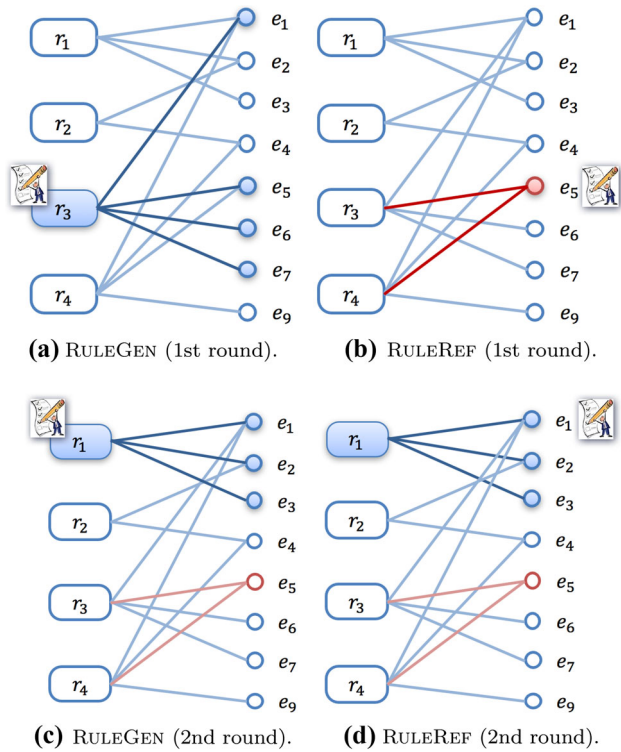 r1
r2
r3
r4
e1
e2
e3
e4
e5
e6
e7
e9
(a) RULEGEN (1st round).
r1
r2
r3
r4
e1
e2
e3
e4
e5
e6
e7
e9
(b) RULEREF (1st round).
r1
r2
r3
r4
e1
e2
e3
e4
e5
e6
e7
e9
(c) RULEGEN (2nd round).
r1
r2
r3
r4
e1
e2
e3
e4
e5
e6
e7
e9
(d) RULEREF (2nd round).